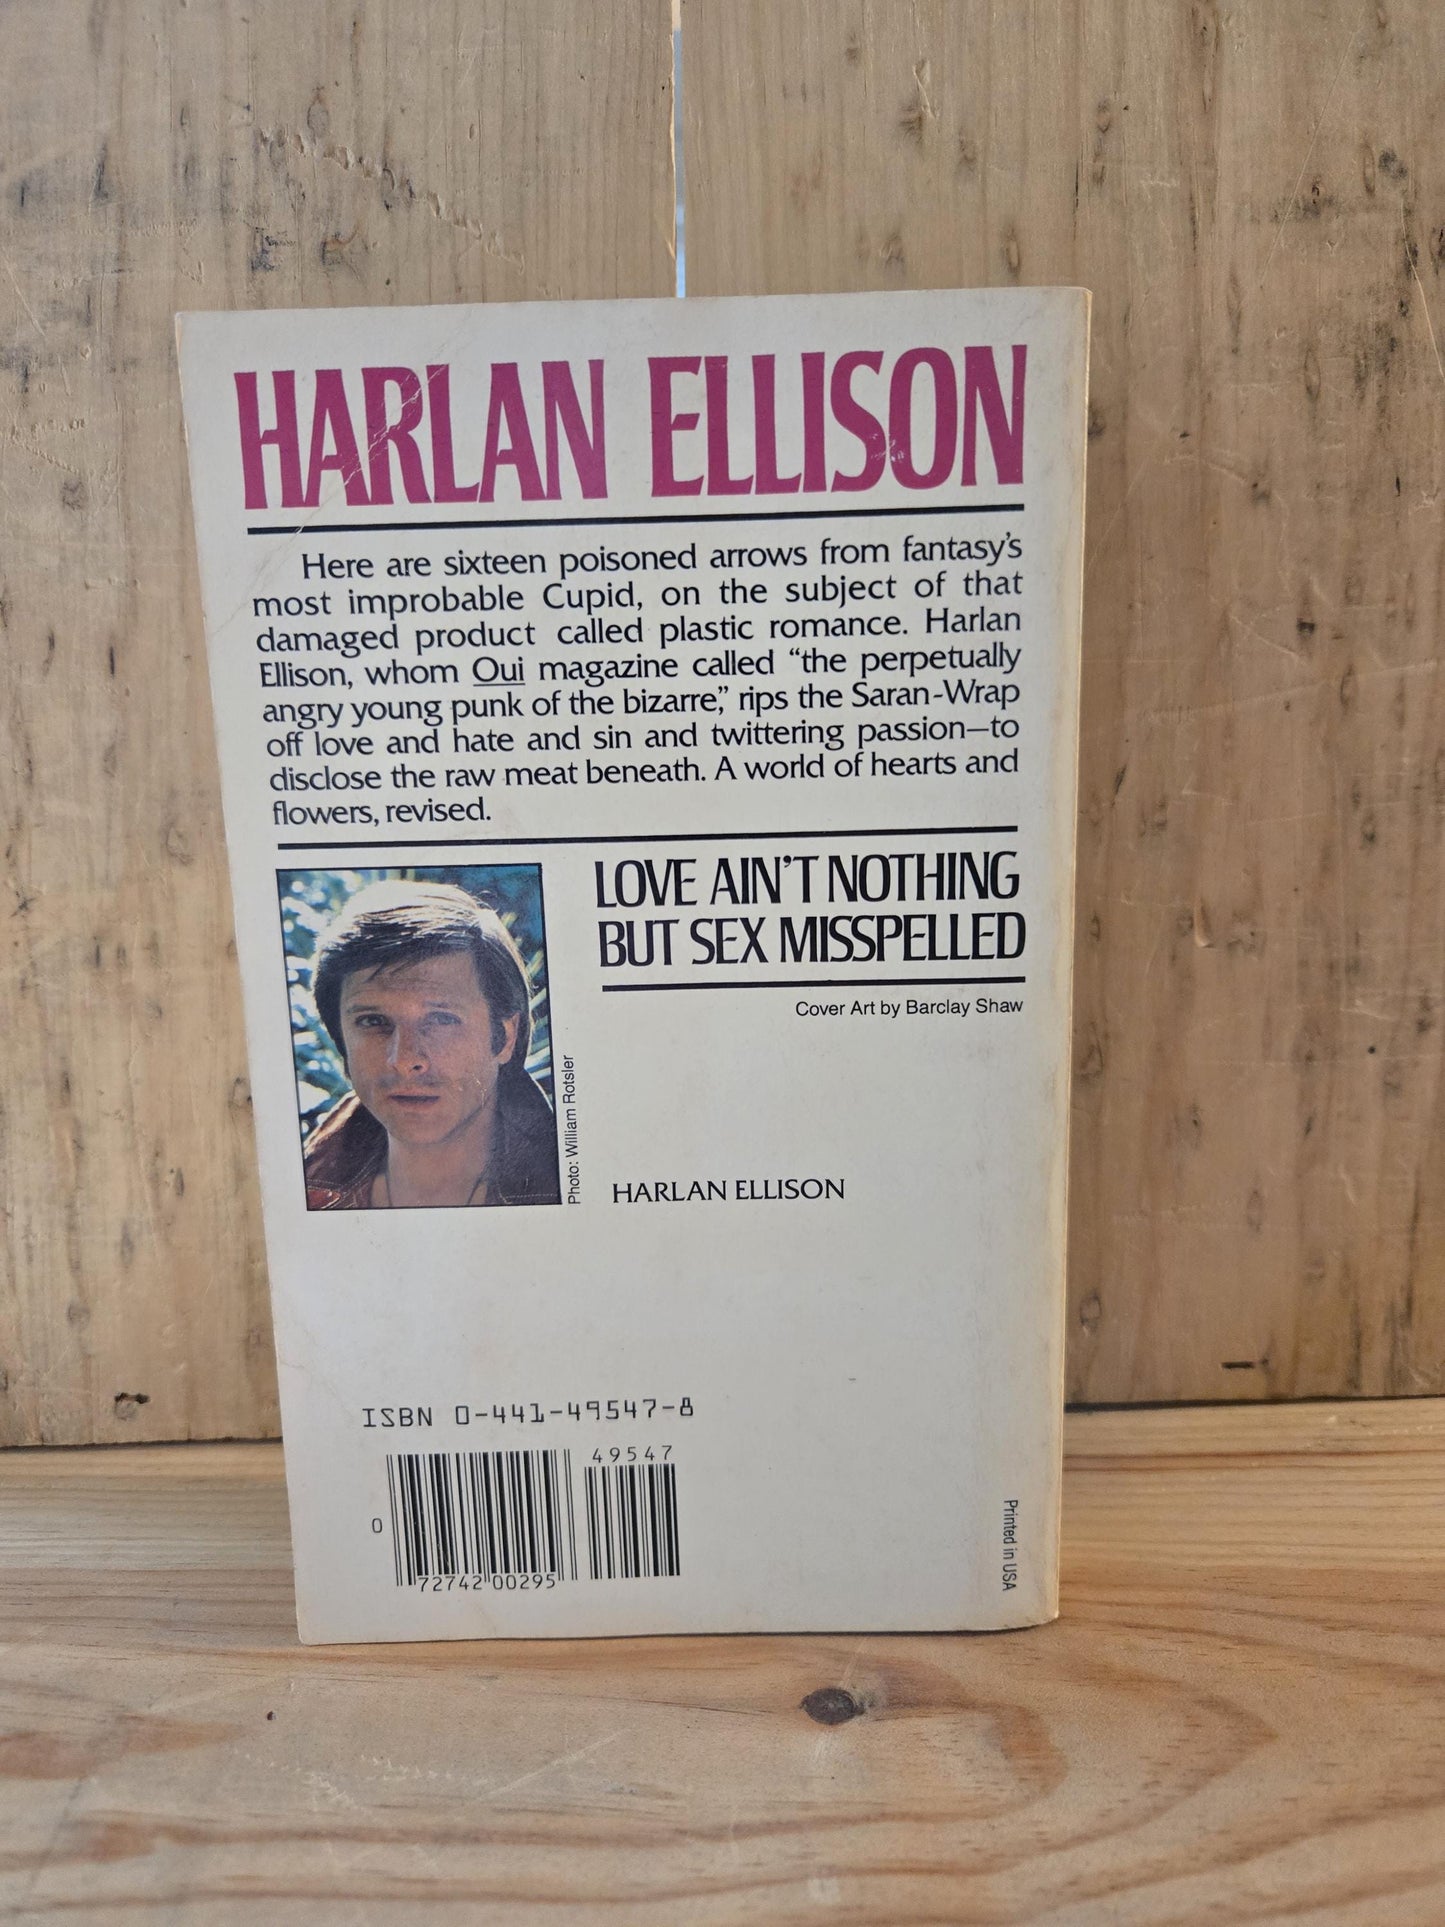 HARLAN ELLISON
Here are sixteen poisoned arrows from fantasy's
most improbable Cupid, on the subject of that
damaged product called plastic romance. Harlan
Ellison, whom Oui magazine called “the perpetually
angry young punk of the bizarre,” rips the Saran-Wrap
off love and hate and sin and twittering passion—to
disclose the raw meat beneath. A world of hearts and
flowers, revised.
LOVE AIN'T NOTHING
BUT SEX MISSPELLED
Cover Art by Barclay Shaw
Photo: William Rotsler
HARLAN ELLISON
ISBN 0-441-49547-8
49547
0
72742 00295
Printed in USA